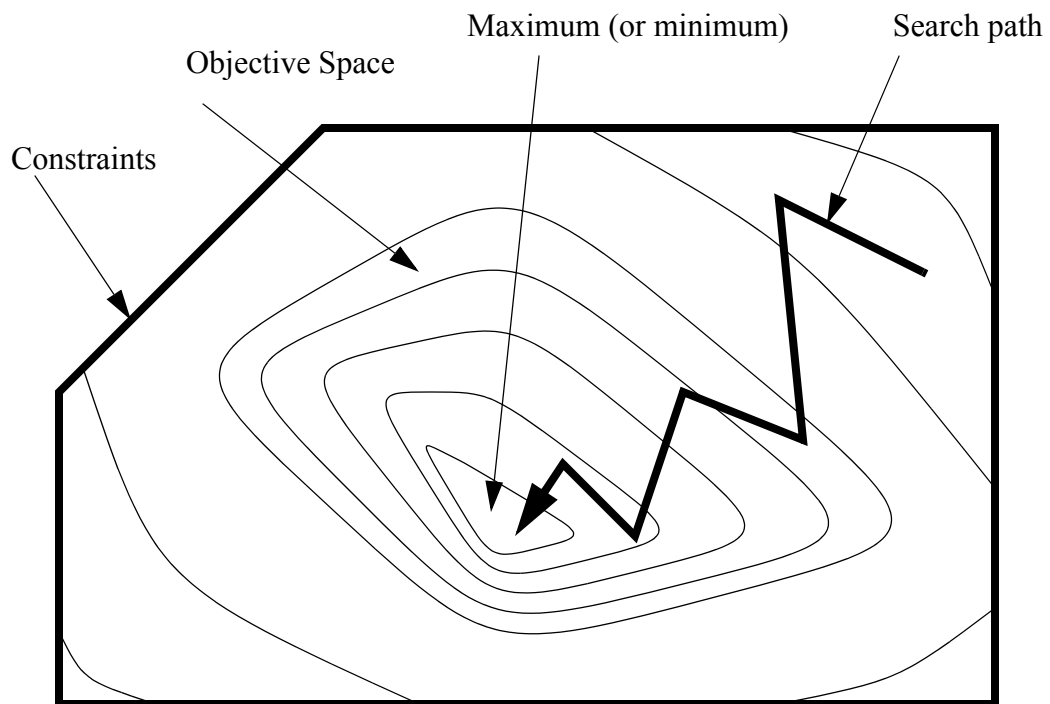 Maximum (or minimum)
Search path
Objective Space
Constraints